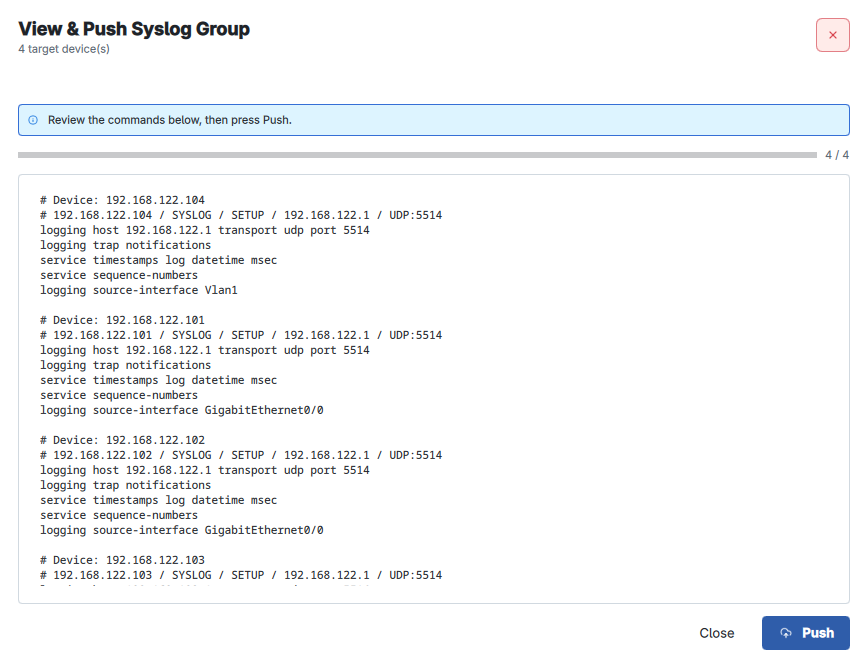 View & Push Syslog Group
4 target device(s)
Review the commands below, then press Push.
4 / 4
# Device: 192.168.122.104
# 192.168.122.104 / SYSLOG / SETUP / 192.168.122.1 / UDP:5514
logging host 192.168.122.1 transport udp port 5514
logging trap notifications
service timestamps log datetime msec
service sequence-numbers
logging source-interface Vlan1
# Device: 192.168.122.101
# 192.168.122.101 / SYSLOG / SETUP / 192.168.122.1 / UDP:5514
logging host 192.168.122.1 transport udp port 5514
logging trap notifications
service timestamps log datetime msec
service sequence-numbers
logging source-interface GigabitEthernet0/0
# Device: 192.168.122.102
# 192.168.122.102 / SYSLOG / SETUP / 192.168.122.1 / UDP:5514
logging host 192.168.122.1 transport udp port 5514
logging trap notifications
service timestamps log datetime msec
service sequence-numbers
logging source-interface GigabitEthernet0/0
# Device: 192.168.122.103
# 192.168.122.103 / SYSLOG / SETUP / 192.168.122.1 / UDP:5514
Close
Push